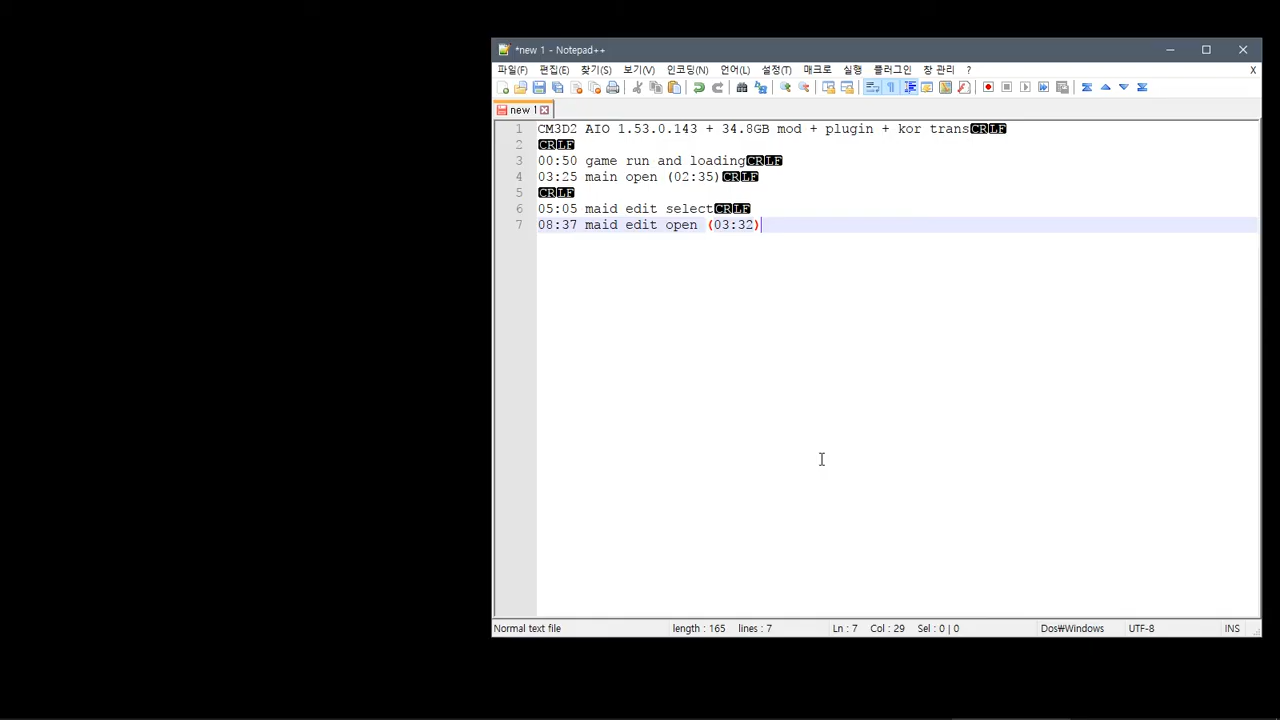 *new 1 - Notepad++
파일(F) 편집(E) 찾기(S) 보기(V) 인코딩(N) 언어(L) 설정(T) 매크로 실행 플러그인 창 관리 ? X
new 1
1 CM3D2 AIO 1.53.0.143 + 34.8GB mod + plugin + kor transCRLF
2 CRLF
3 00:50 game run and loadingCRLF
4 03:25 main open (02:35)CRLF
5 CRLF
6 05:05 maid edit selectCRLF
7 08:37 maid edit open (03:32)
Normal text file length : 165 lines : 7 Ln : 7 Col : 29 Sel : 0 | 0 Dos₩Windows UTF-8 INS